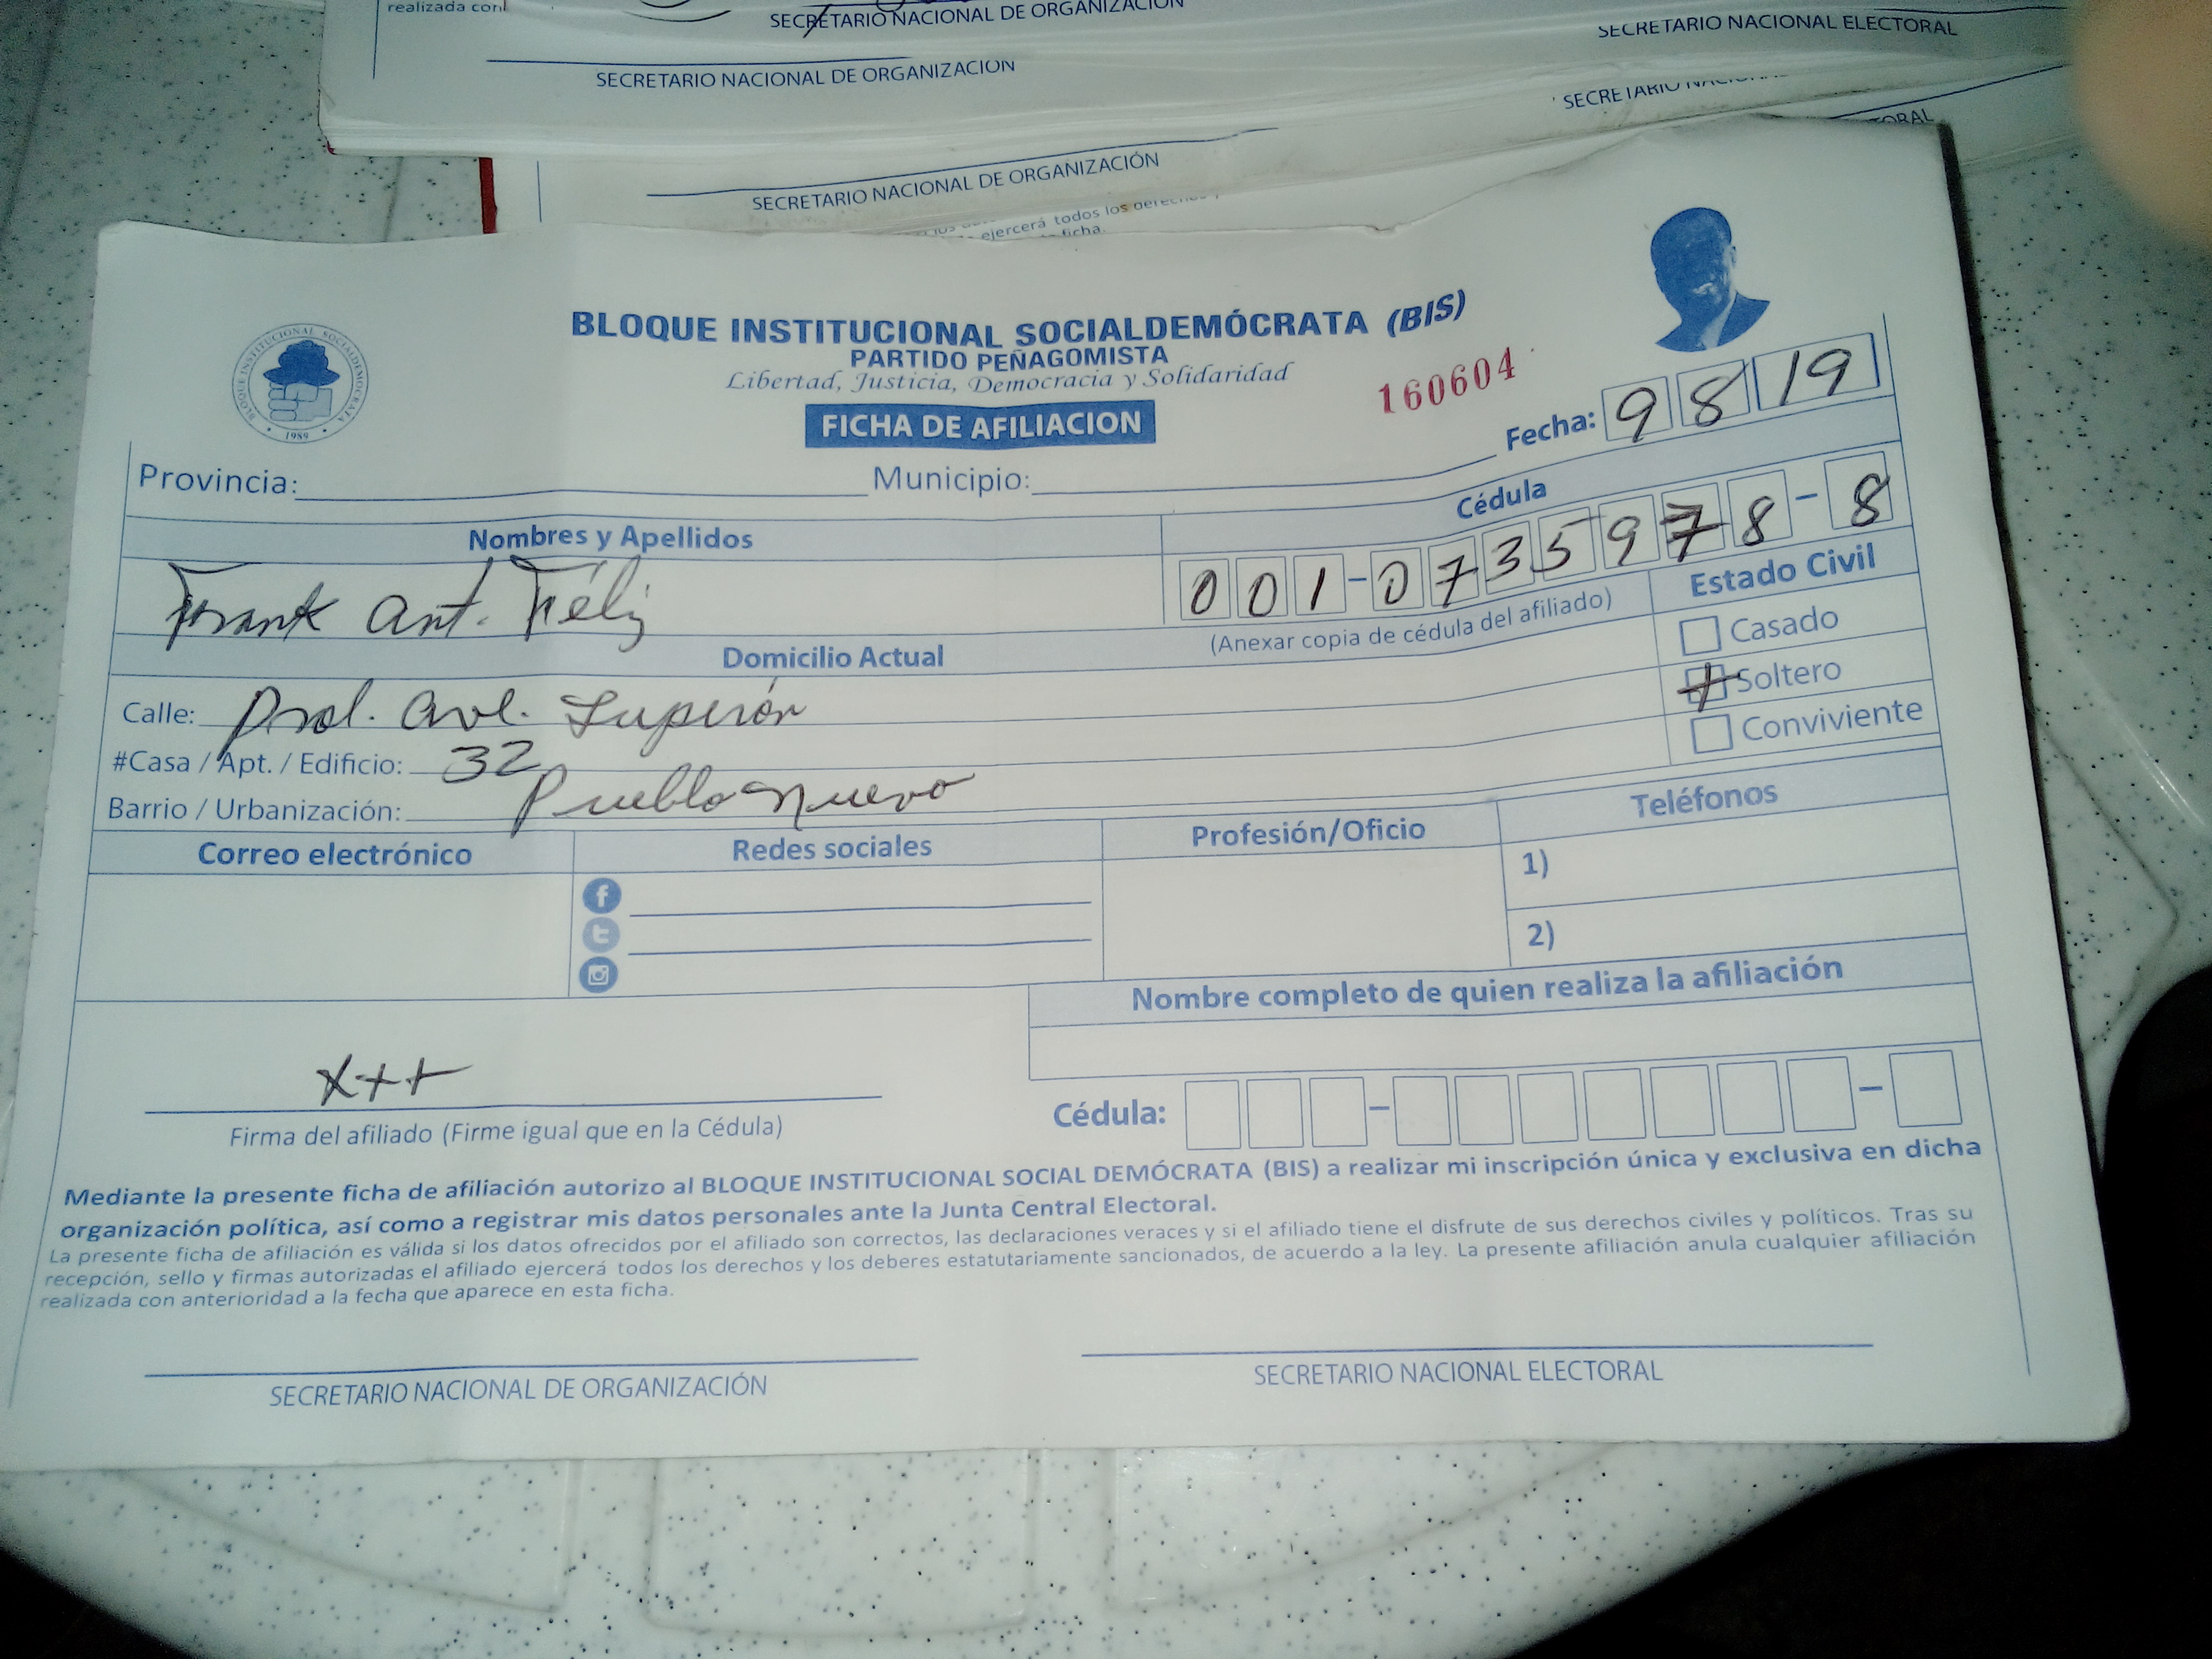 realizada con
SECRETARIO NACIONAL DE ORGANIZACIÓN
SECRETARIO NACIONAL ELECTORAL
SECRETARIO NACIONAL DE ORGANIZACIÓN
SECRETARIO
ORAL
SECRETARIO NACIONAL DE ORGANIZACIÓN
ejercerá todos los
ficha.
BLOQUE INSTITUCIONAL SOCIALDEMÓCRATA (BIS)
PARTIDO PEÑAGOMISTA
Libertad, Justicia, Democracia y Solidaridad
BLOQUE INSTITUCIONAL SOCIALDEMOCRATA
1989
160604
FICHA DE AFILIACION
Fecha: 9 8 19
Provincia: Municipio:
Nombres y Apellidos
Cédula
Frank Ant. Féliz
001-0735978-8
(Anexar copia de cédula del afiliado)
Estado Civil
Casado
Soltero
Conviviente
Domicilio Actual
Calle: Prol. Ave. Luperón
#Casa / Apt. / Edificio: 32
Barrio / Urbanización: Pueblo Nuevo
Correo electrónico
Redes sociales
Profesión/Oficio
Teléfonos
1)
2)
Nombre completo de quien realiza la afiliación
x++
Firma del afiliado (Firme igual que en la Cédula)
Cédula:
Mediante la presente ficha de afiliación autorizo al BLOQUE INSTITUCIONAL SOCIAL DEMÓCRATA (BIS) a realizar mi inscripción única y exclusiva en dicha
organización política, así como a registrar mis datos personales ante la Junta Central Electoral.
La presente ficha de afiliación es válida si los datos ofrecidos por el afiliado son correctos, las declaraciones veraces y si el afiliado tiene el disfrute de sus derechos civiles y políticos. Tras su
recepción, sello y firmas autorizadas el afiliado ejercerá todos los derechos y los deberes estatutariamente sancionados, de acuerdo a la ley. La presente afiliación anula cualquier afiliación
realizada con anterioridad a la fecha que aparece en esta ficha.
SECRETARIO NACIONAL DE ORGANIZACIÓN
SECRETARIO NACIONAL ELECTORAL